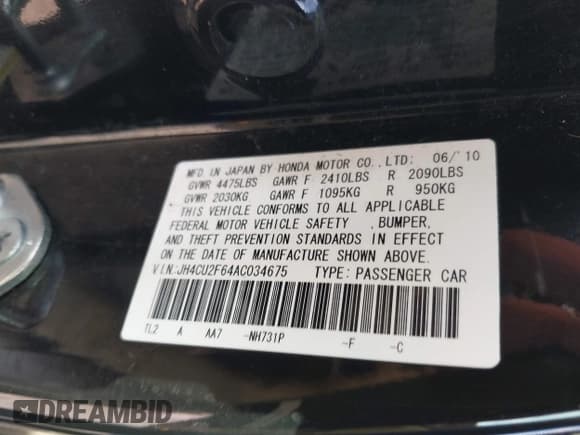 MFD. IN JAPAN BY HONDA MOTOR CO., LTD: 06/'10
GVWR 4475LBS GAWR F 2410LBS R 2090LBS
GVWR 2030KG GAWR F 1095KG R 950KG
THIS VEHICLE CONFORMS TO ALL APPLICABLE
FEDERAL MOTOR VEHICLE SAFETY , BUMPER,
AND THEFT PREVENTION STANDARDS IN EFFECT
ON THE DATE OF MANUFACTURE SHOWN ABOVE.
V.I.N.:JH4CU2F64AC034675 TYPE: PASSENGER CAR
TL2 A AA7 -NH731P -F -C
DREAMBID